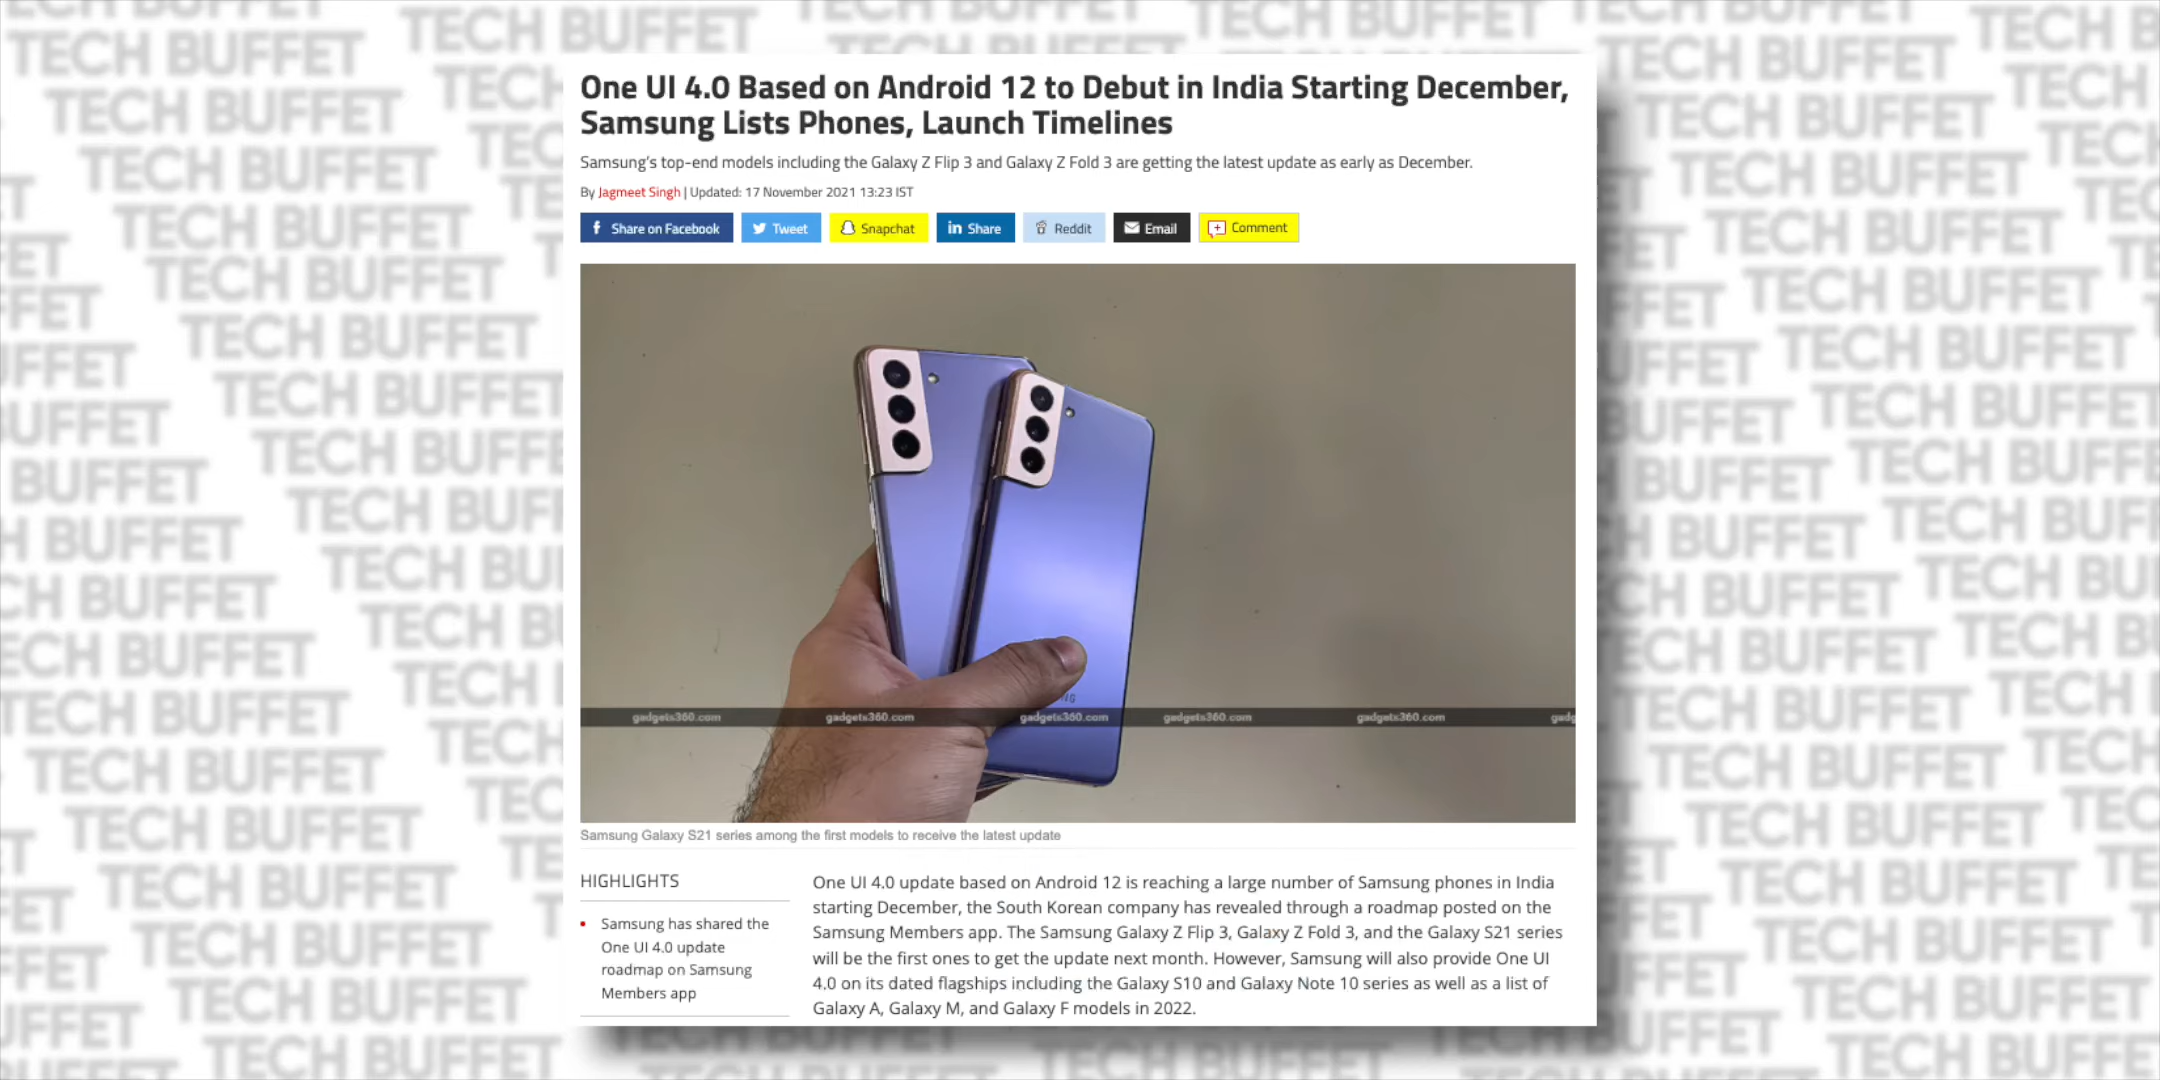 One UI 4.0 Based on Android 12 to Debut in India Starting December,
Samsung Lists Phones, Launch Timelines
Samsung's top-end models including the Galaxy Z Flip 3 and Galaxy Z Fold 3 are getting the latest update as early as December.
By Jagmeet Singh | Updated: 17 November 2021 13:23 IST
Share on Facebook Tweet Snapchat in Share Reddit Email Comment
gadgets360.com gadgets360.com gadgets360.com gadgets360.com gadgets360.com gadg
Samsung Galaxy S21 series among the first models to receive the latest update
HIGHLIGHTS
Samsung has shared the
One UI 4.0 update
roadmap on Samsung
Members app
One UI 4.0 update based on Android 12 is reaching a large number of Samsung phones in India
starting December, the South Korean company has revealed through a roadmap posted on the
Samsung Members app. The Samsung Galaxy Z Flip 3, Galaxy Z Fold 3, and the Galaxy S21 series
will be the first ones to get the update next month. However, Samsung will also provide One UI
4.0 on its dated flagships including the Galaxy S10 and Galaxy Note 10 series as well as a list of
Galaxy A, Galaxy M, and Galaxy F models in 2022.
TECH BUFFET